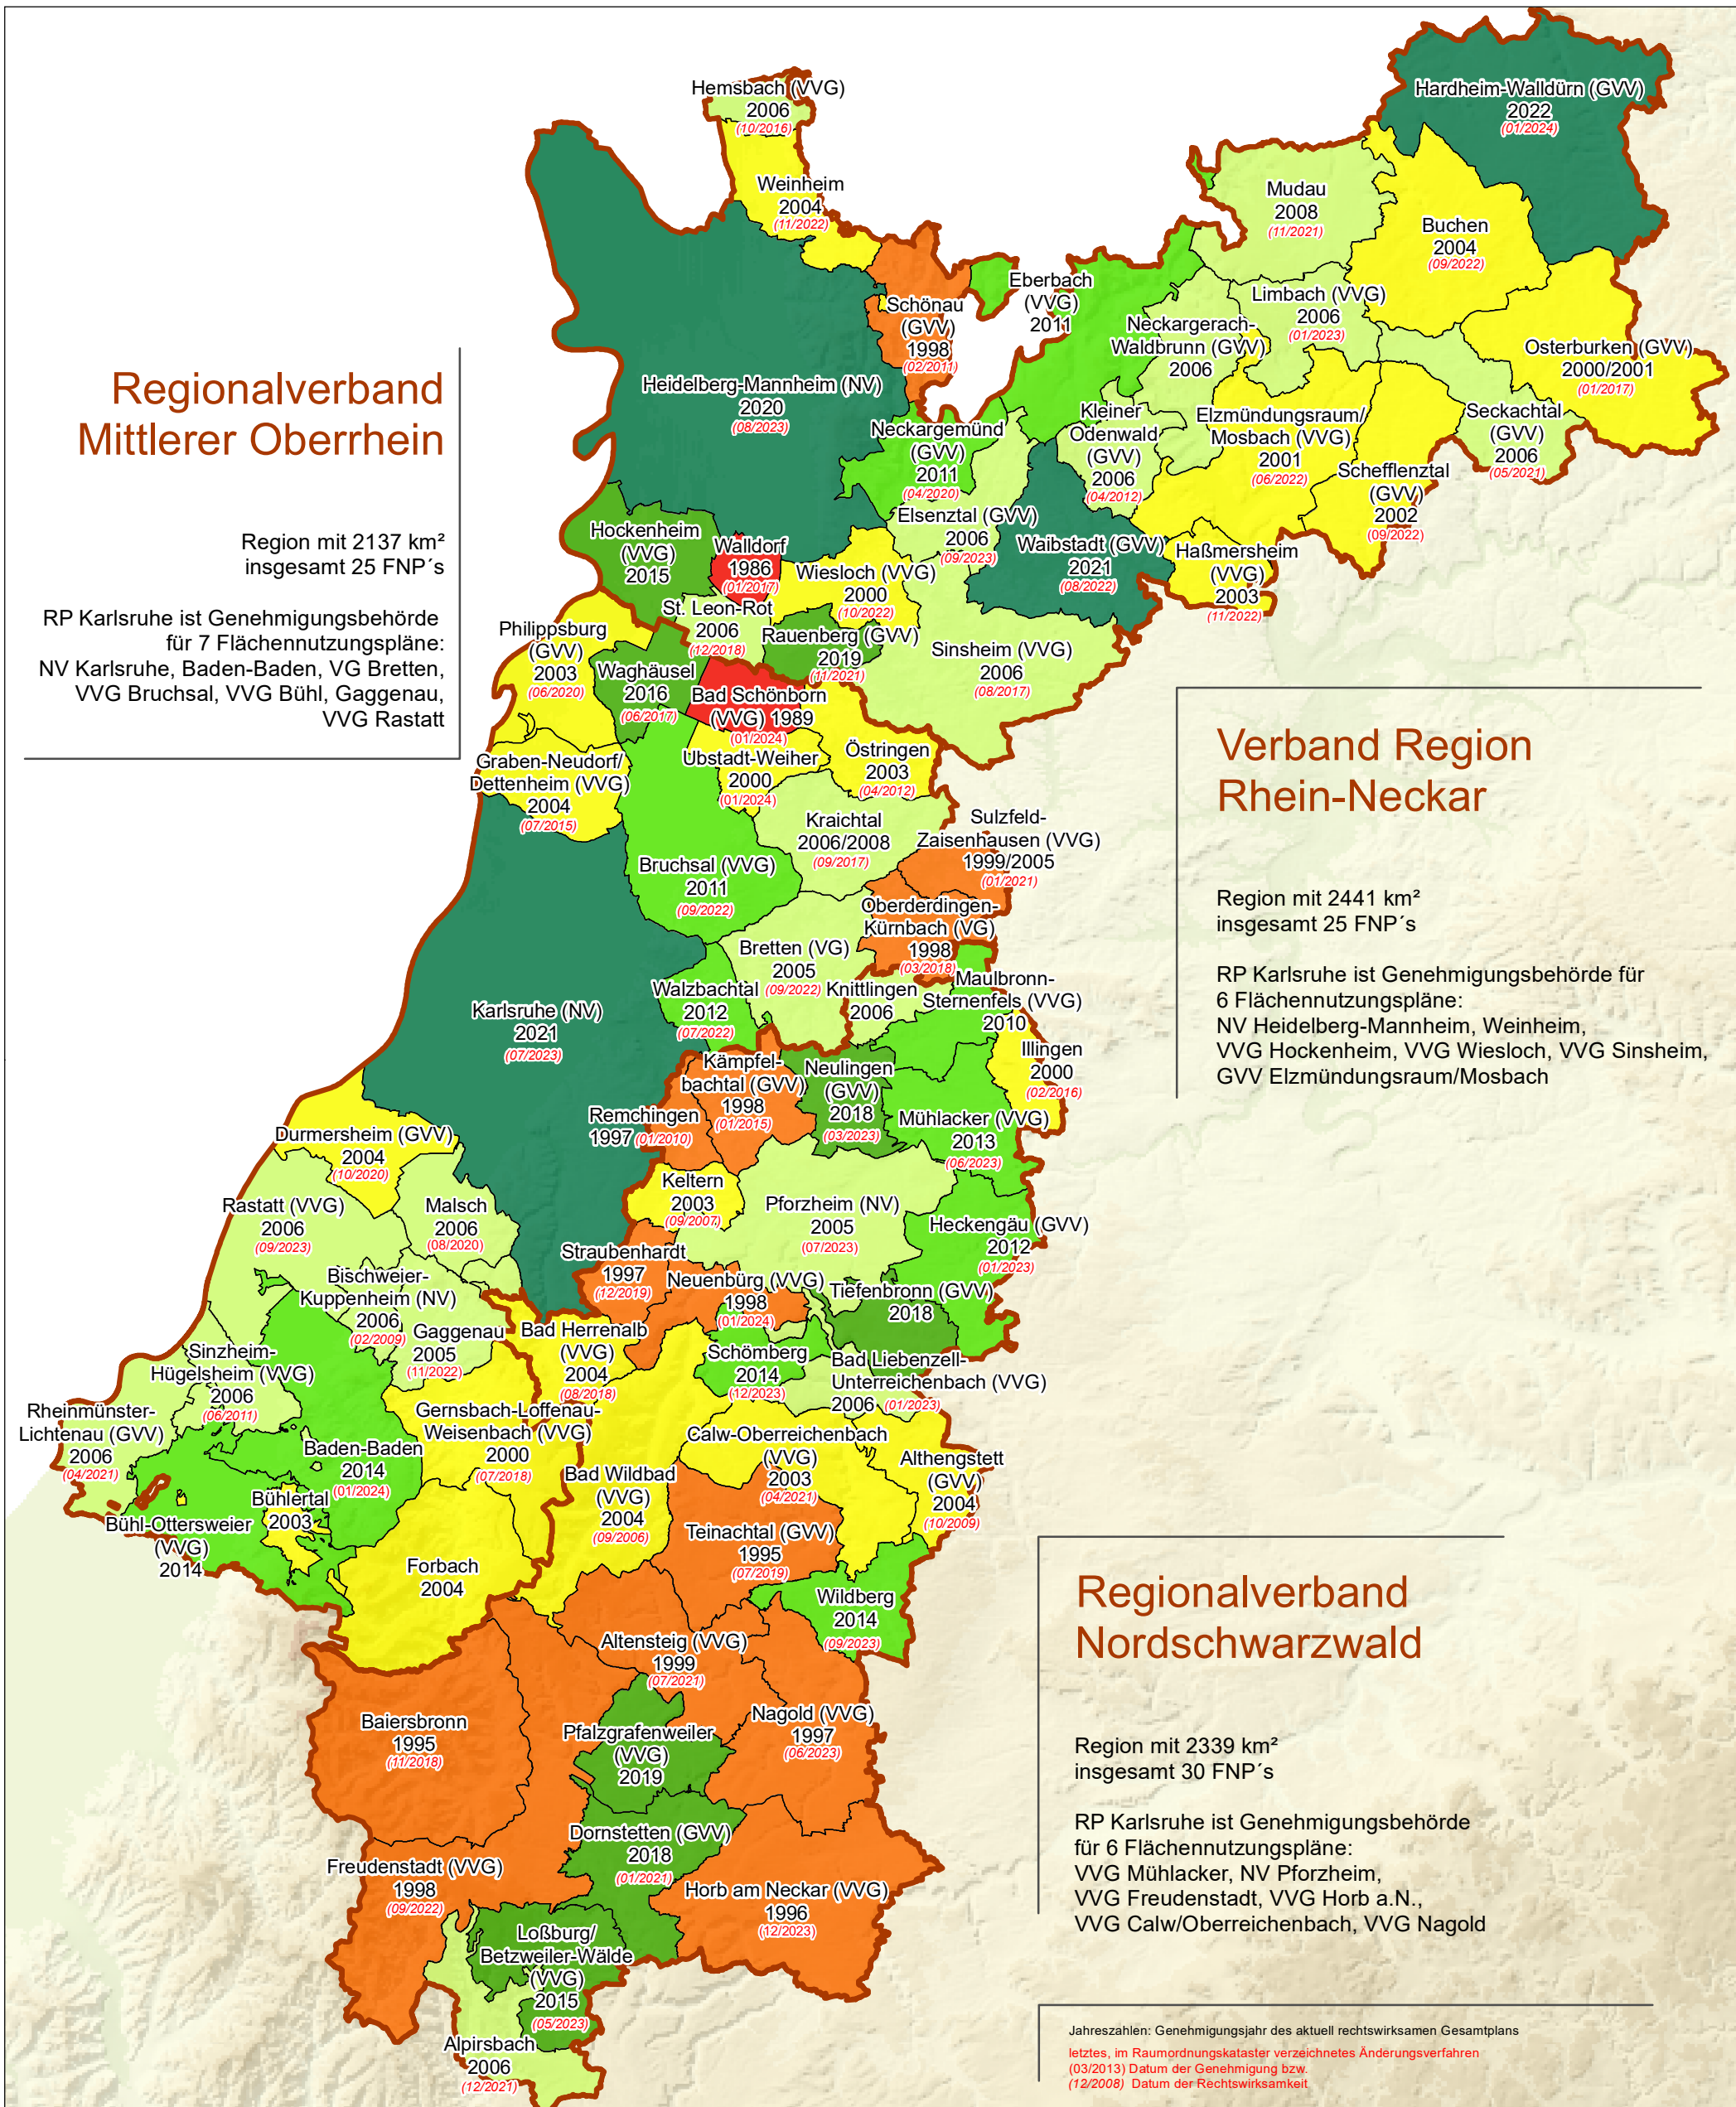 Hemsbach (VVG)
2006
(10/2016)
Weinheim
2004
(11/2022)
Hardheim-Walldürn (GVV)
2022
(01/2024)
Mudau
2008
(11/2021)
Buchen
2004
(09/2022)
Schönau
(GVV)
1998
(02/2011)
Eberbach
(VVG)
2011
Limbach (VVG)
2006
(01/2023)
Neckargerach-
Waldbrunn (GVV)
2006
Osterburken (GVV)
2000/2001
(01/2017)
Regionalverband
Mittlerer Oberrhein
Region mit 2137 km²
insgesamt 25 FNP´s
RP Karlsruhe ist Genehmigungsbehörde
für 7 Flächennutzungspläne:
NV Karlsruhe, Baden-Baden, VG Bretten,
VVG Bruchsal, VVG Bühl, Gaggenau,
VVG Rastatt
Heidelberg-Mannheim (NV)
2020
(08/2023)
Neckargemünd
(GVV)
2011
(04/2020)
Kleiner
Odenwald
(GVV)
2006
(04/2012)
Elzmündungsraum/
Mosbach (VVG)
2001
(06/2022)
Seckachtal
(GVV)
2006
(05/2021)
Schefflenztal
(GVV)
2002
(09/2022)
Hockenheim
(VVG)
2015
Walldorf
1986
(01/2017)
Elsenztal (GVV)
2006
(09/2023)
Waibstadt (GVV)
2021
(08/2022)
Haßmersheim
(VVG)
2003
(11/2022)
Wiesloch (VVG)
2000
(10/2022)
St. Leon-Rot
2006
(12/2018)
Rauenberg (GVV)
2019
(11/2021)
Sinsheim (VVG)
2006
(08/2017)
Philippsburg
(GVV)
2003
(06/2020)
Waghäusel
2016
(06/2017)
Bad Schönborn
(VVG) 1989
(01/2024)
Graben-Neudorf/
Dettenheim (VVG)
2004
(07/2015)
Ubstadt-Weiher
2000
(01/2024)
Östringen
2003
(04/2012)
Verband Region
Rhein-Neckar
Region mit 2441 km²
insgesamt 25 FNP´s
RP Karlsruhe ist Genehmigungsbehörde für
6 Flächennutzungspläne:
NV Heidelberg-Mannheim, Weinheim,
VVG Hockenheim, VVG Wiesloch, VVG Sinsheim,
GVV Elzmündungsraum/Mosbach
Kraichtal
2006/2008
(09/2017)
Sulzfeld-
Zaisenhausen (VVG)
1999/2005
(01/2021)
Bruchsal (VVG)
2011
(09/2022)
Oberderdingen-
Kürnbach (VG)
1998
(03/2018)
Bretten (VG)
2005
(09/2022)
Walzbachtal
2012
(07/2022)
Knittlingen
2006
Maulbronn-
Sternenfels (VVG)
2010
Karlsruhe (NV)
2021
(07/2023)
Illingen
2000
(02/2016)
Kämpfel-
bachtal (GVV)
1998
(01/2015)
Neulingen
(GVV)
2018
(03/2023)
Remchingen
1997 (01/2010)
Mühlacker (VVG)
2013
(06/2023)
Durmersheim (GVV)
2004
(10/2020)
Keltern
2003
(09/2007)
Pforzheim (NV)
2005
(07/2023)
Heckengäu (GVV)
2012
(01/2023)
Rastatt (VVG)
2006
(09/2023)
Malsch
2006
(08/2020)
Straubenhardt
1997
(12/2019)
Neuenbürg (VVG)
1998
(01/2024)
Tiefenbronn (GVV)
2018
Bischweier-
Kuppenheim (NV)
2006
(02/2009)
Gaggenau
2005
(11/2022)
Bad Herrenalb
(VVG)
2004
(08/2018)
Schömberg
2014
(12/2023)
Bad Liebenzell-
Unterreichenbach (VVG)
2006 (01/2023)
Sinzheim-
Hügelsheim (VVG)
2006
(06/2011)
Rheinmünster-
Lichtenau (GVV)
2006
(04/2021)
Gernsbach-Loffenau-
Weisenbach (VVG)
2000
(07/2018)
Calw-Oberreichenbach
(VVG)
2003
(04/2021)
Althengstett
(GVV)
2004
(10/2009)
Baden-Baden
2014
(01/2024)
Bad Wildbad
(VVG)
2004
(09/2006)
Bühlertal
2003
Bühl-Ottersweier
(VVG)
2014
Teinachtal (GVV)
1995
(07/2019)
Forbach
2004
Wildberg
2014
(09/2023)
Regionalverband
Nordschwarzwald
Region mit 2339 km²
insgesamt 30 FNP´s
RP Karlsruhe ist Genehmigungsbehörde
für 6 Flächennutzungspläne:
VVG Mühlacker, NV Pforzheim,
VVG Freudenstadt, VVG Horb a.N.,
VVG Calw/Oberreichenbach, VVG Nagold
Altensteig (VVG)
1999
(07/2021)
Baiersbronn
1995
(11/2018)
Pfalzgrafenweiler
(VVG)
2019
Nagold (VVG)
1997
(06/2023)
Dornstetten (GVV)
2018
(01/2021)
Freudenstadt (VVG)
1998
(09/2022)
Horb am Neckar (VVG)
1996
(12/2023)
Loßburg/
Betzweiler-Wälde
(VVG)
2015
(05/2023)
Alpirsbach
2006
(12/2021)
Jahreszahlen: Genehmigungsjahr des aktuell rechtswirksamen Gesamtplans
letztes, im Raumordnungskataster verzeichnetes Änderungsverfahren
(03/2013) Datum der Genehmigung bzw.
(12/2008) Datum der Rechtswirksamkeit